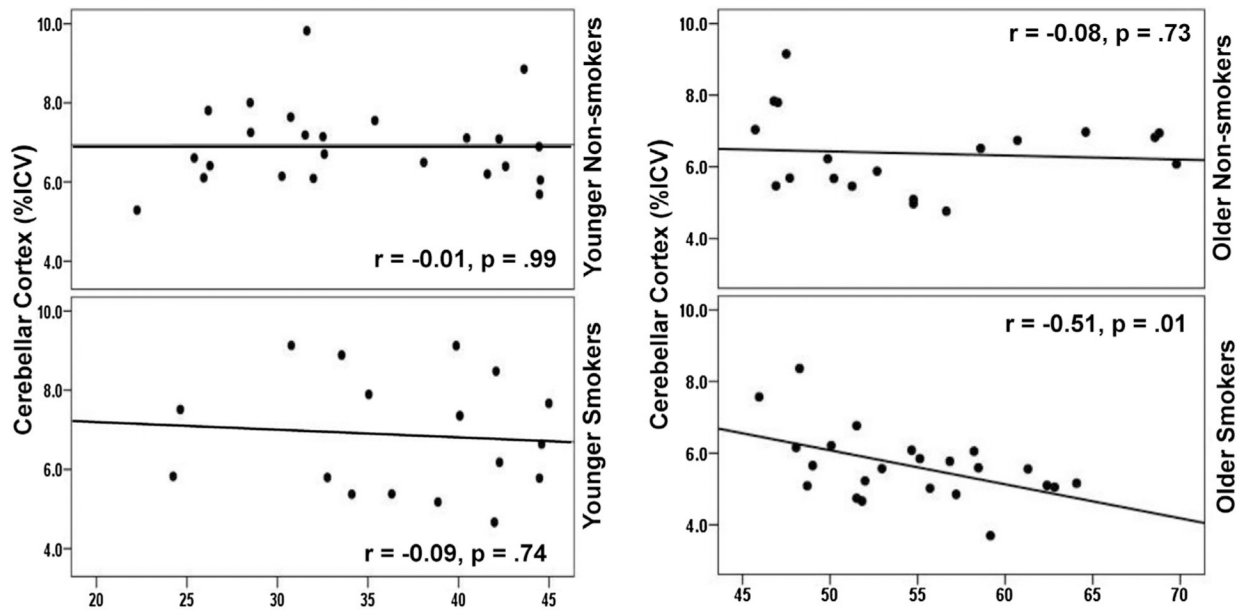 Cerebellar Cortex (%ICV)
10.0
8.0
6.0
4.0
r = -0.01, p = .99
Younger Non-smokers
10.0
8.0
6.0
4.0
r = -0.09, p = .74
Younger Smokers
20 25 30 35 40 45
Cerebellar Cortex (%ICV)
10.0
8.0
6.0
4.0
r = -0.08, p = .73
Older Non-smokers
10.0
8.0
6.0
4.0
r = -0.51, p = .01
Older Smokers
45 50 55 60 65 70